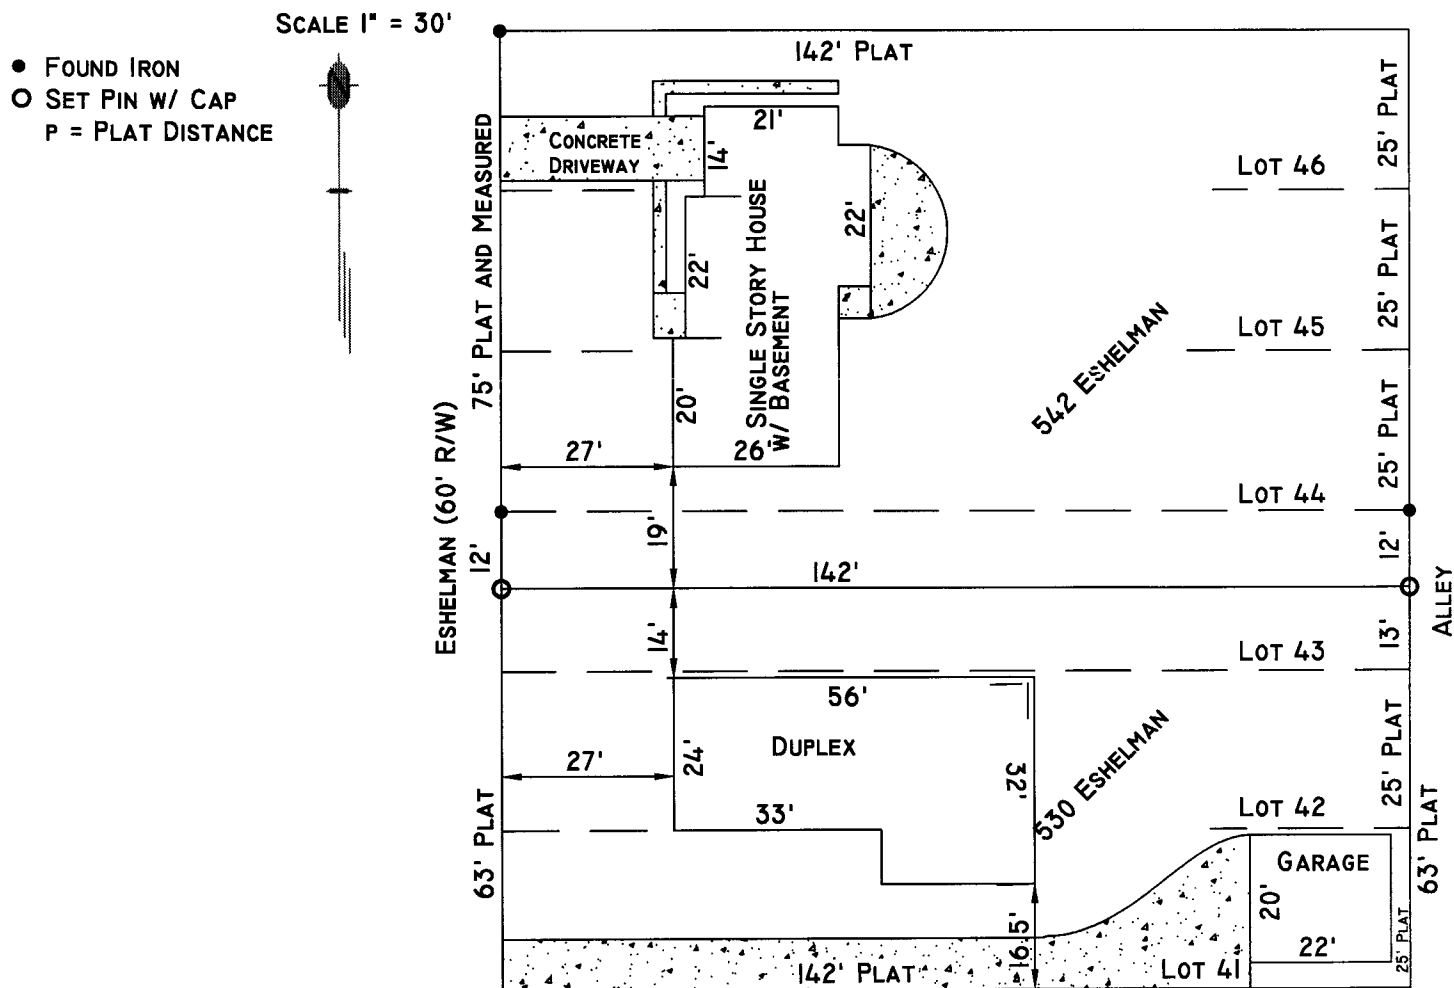 SCALE 1" = 30'
FOUND IRON
SET PIN W/ CAP
P = PLAT DISTANCE
N
142' PLAT
25' PLAT
75' PLAT AND MEASURED
CONCRETE
DRIVEWAY
21'
14'
LOT 46
22'
22'
SINGLE STORY HOUSE
W/ BASEMENT
25' PLAT
LOT 45
542 ESHELMAN
20'
27'
26'
25' PLAT
LOT 44
ESHELMAN (60' R/W)
12'
19'
142'
12'
ALLEY
14'
13'
LOT 43
56'
DUPLEX
27'
24'
32'
530 ESHELMAN
25' PLAT
33'
LOT 42
63' PLAT
63' PLAT
GARAGE
20'
22'
16.5'
142' PLAT
LOT 41
25' PLAT